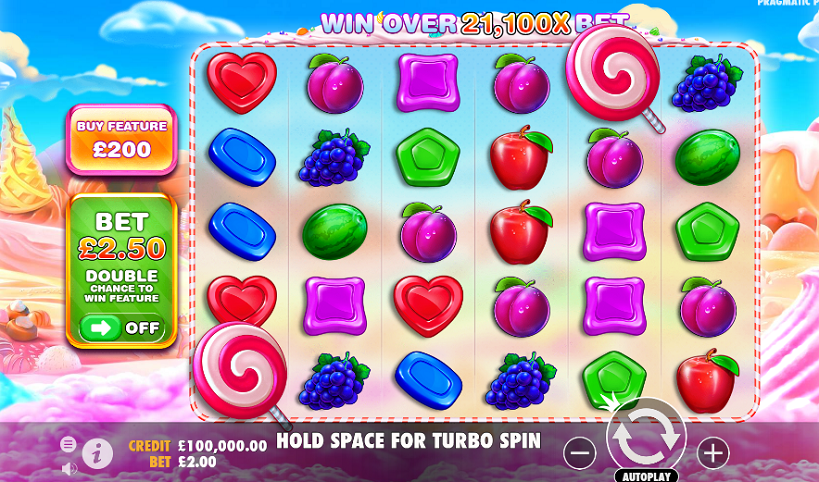 PRAGMATIC P
WIN OVER 21,100X BET
BUY FEATURE
£200
BET
£2.50
DOUBLE
CHANCE TO
WIN FEATURE
OFF
CREDIT £100,000.00
BET £2.00
HOLD SPACE FOR TURBO SPIN
AUTOPLAY